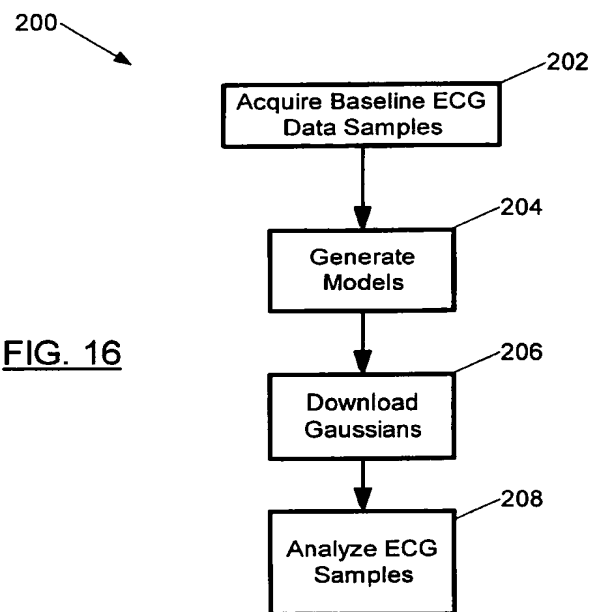 200
202
Acquire Baseline ECG
Data Samples
204
Generate
Models
FIG. 16
206
Download
Gaussians
208
Analyze ECG
Samples